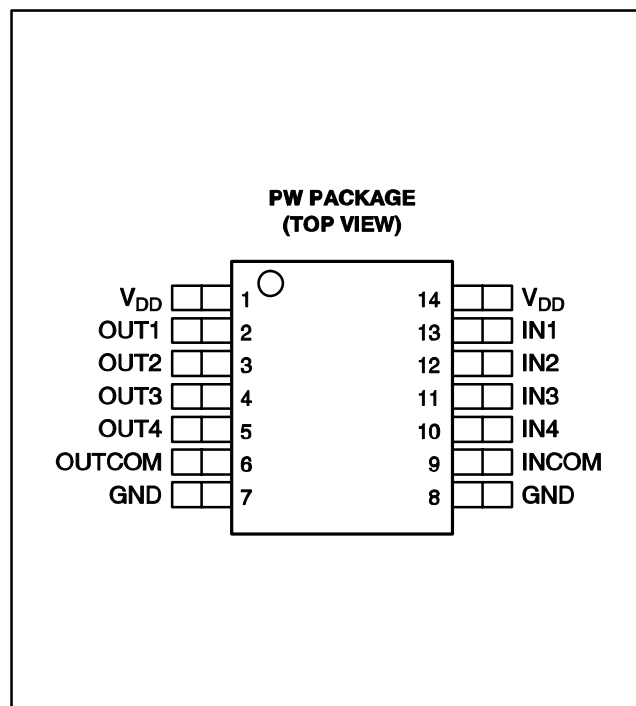 PW PACKAGE
(TOP VIEW)
VDD 1 14 VDD
OUT1 2 13 IN1
OUT2 3 12 IN2
OUT3 4 11 IN3
OUT4 5 10 IN4
OUTCOM 6 9 INCOM
GND 7 8 GND